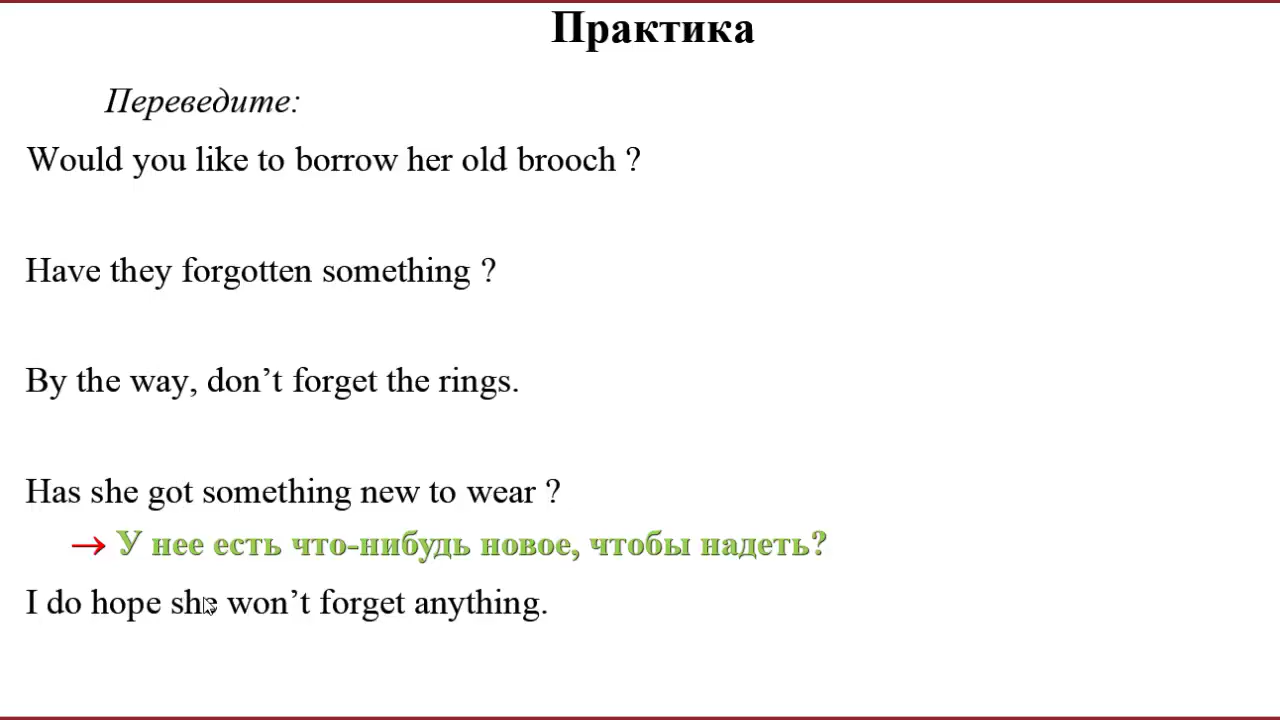 Практика
Переведите:
Would you like to borrow her old brooch ?
Have they forgotten something ?
By the way, don’t forget the rings.
Has she got something new to wear ?
→ У нее есть что-нибудь новое, чтобы надеть?
I do hope she won’t forget anything.